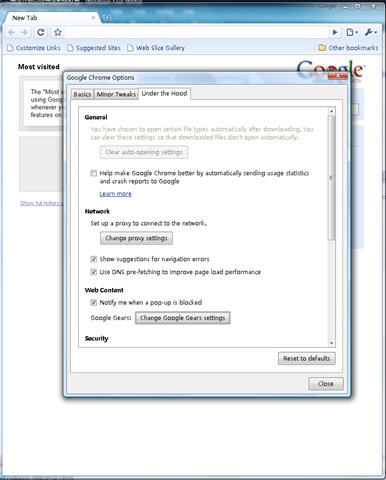 New Tab
Google
Customize Links
Suggested Sites
Web Slice Gallery
Other bookmarks
Most visited
Google
The "Most v
using Goog
whenever yo
features on t
Show full history
Google Chrome Options
Basics
Minor Tweaks
Under the Hood
General
You have chosen to open certain file types automatically after downloading. You
can clear these settings so that downloaded files don't open automatically.
Clear auto-opening settings
Help make Google Chrome better by automatically sending usage statistics
and crash reports to Google
Learn more
Network
Set up a proxy to connect to the network.
Change proxy settings
Show suggestions for navigation errors
Use DNS pre-fetching to improve page load performance
Web Content
Notify me when a pop-up is blocked
Google Gears:
Change Google Gears settings
Security
Reset to defaults
Close